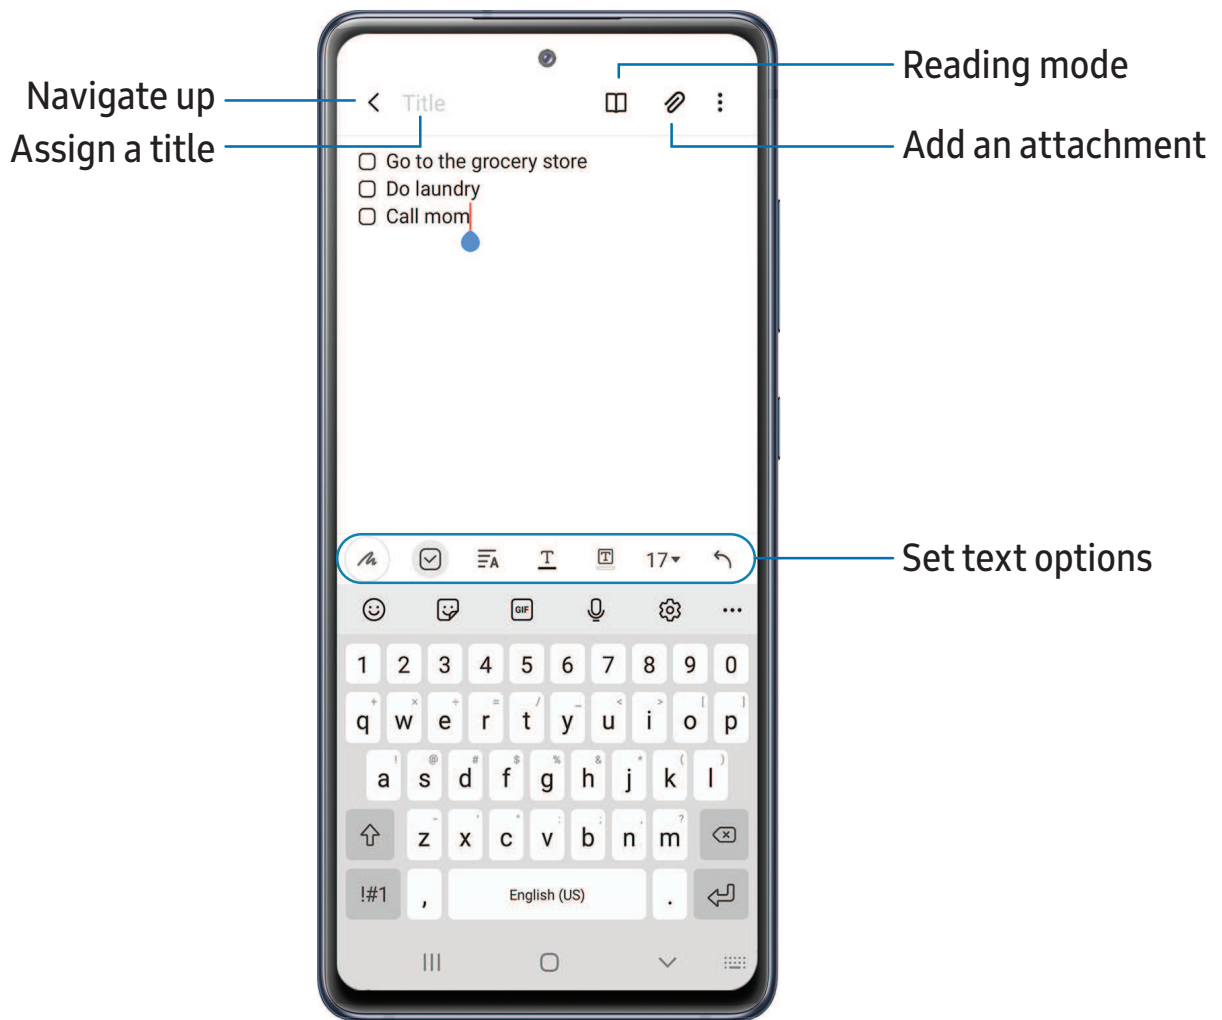 Reading mode
Navigate up
Title
Assign a title
Add an attachment
Go to the grocery store
Do laundry
Call mom
A T T 17
Set text options
GIF
1 2 3 4 5 6 7 8 9 0
+ × ÷ = / _ < > [ ]
q w e r t y u i o p
! @ # $ % & * ( )
a s d f g h j k l
- ' " : ; , ?
z x c v b n m
!#1 , English (US) .